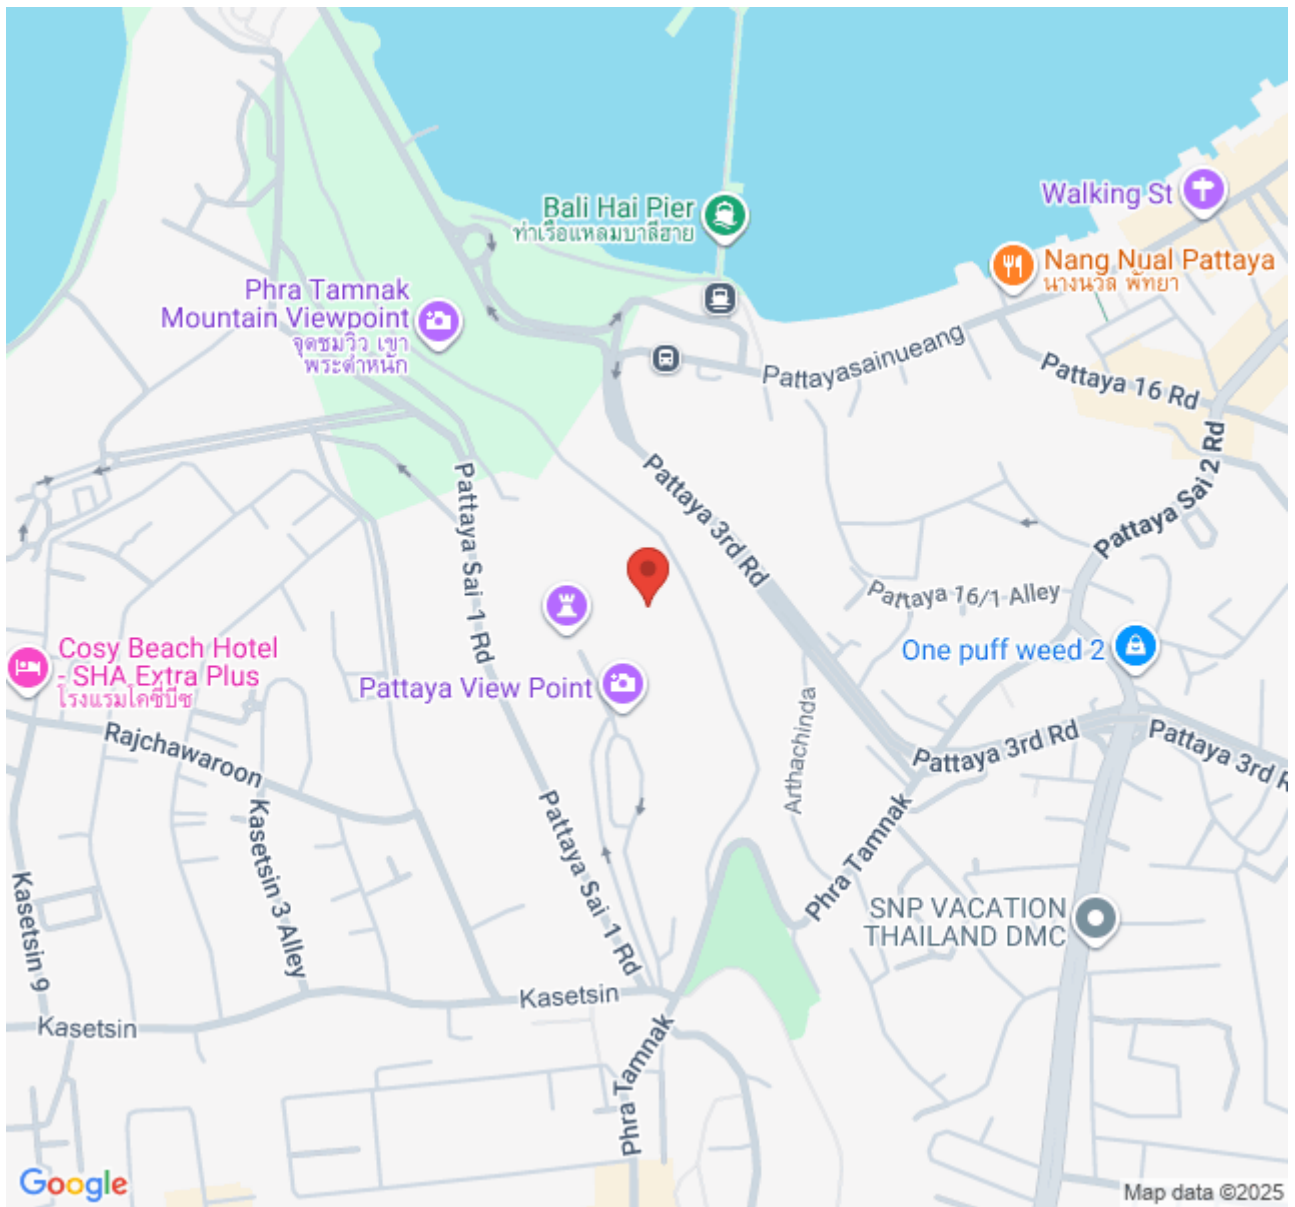 Bali Hai Pier
ท่าเรือแหลมบาลีฮาย
Walking St
Nang Nual Pattaya
นางนวล พัทยา
Phra Tamnak
Mountain Viewpoint
จุดชมวิว เขา
พระตำหนัก
Pattayasainueang
Pattaya 16 Rd
Pattaya Sai 2 Rd
Pattaya Sai 1 Rd
Pattaya 3rd Rd
Pattaya 16/1 Alley
One puff weed 2
Cosy Beach Hotel
- SHA Extra Plus
โรงแรมโคซี่บีช
Pattaya View Point
Rajchawaroon
Arthachinda
Pattaya 3rd Rd
Pattaya 3rd R
Kasetsin 3 Alley
Pattaya Sai 1 Rd
Phra Tamnak
Kasetsin 9
SNP VACATION
THAILAND DMC
Kasetsin
Kasetsin
Phra Tamnak
Google
Map data ©2025